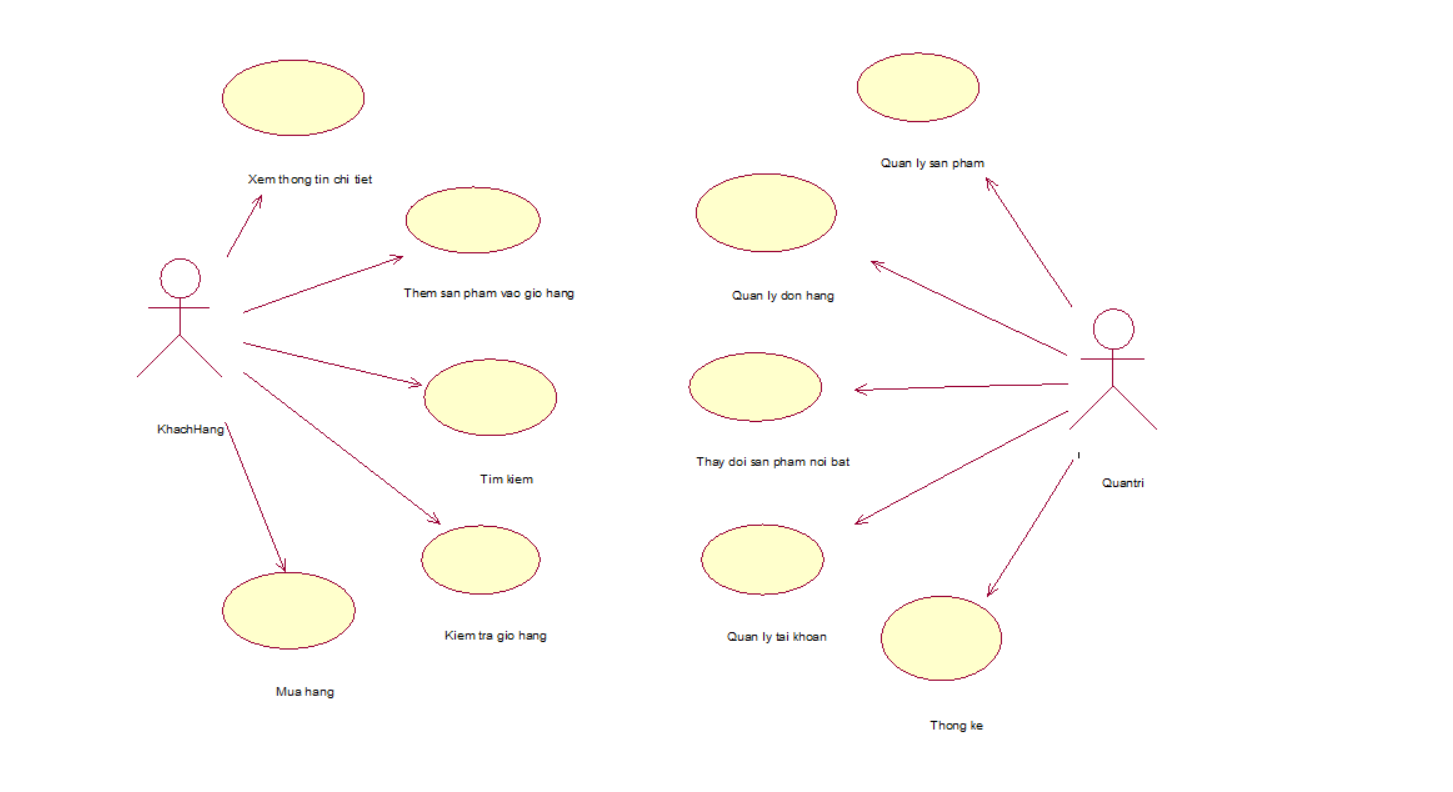 Xem thong tin chi tiet
Them san pham vao gio hang
KhachHang
Tim kiem
Kiem tra gio hang
Mua hang
Quan ly san pham
Quan ly don hang
Thay doi san pham noi bat
Quantri
Quan ly tai khoan
Thong ke